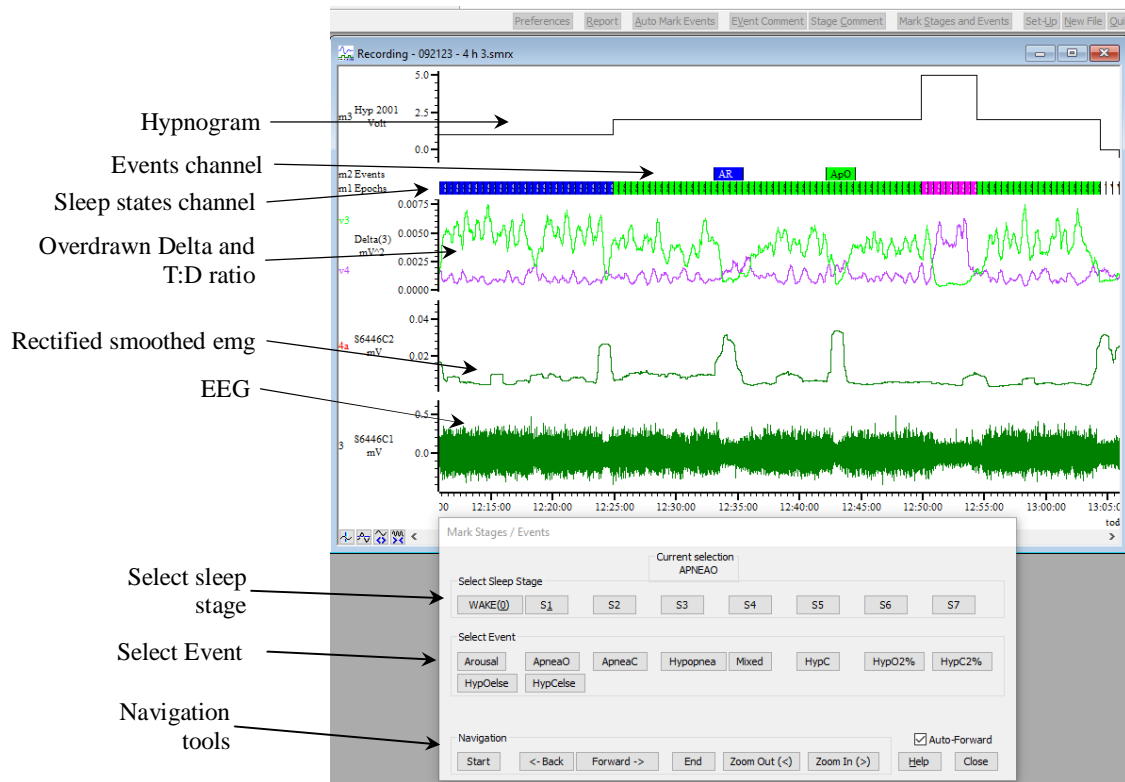 Preferences Report Auto Mark Events EVent Comment Stage Comment Mark Stages and Events Set-Up New File Qui
Recording - 092123 - 4 h 3.smrx
Hypnogram
m3 Hyp 2001
Volt
5.0
2.5
0.0
Events channel
m2 Events
AR
ApO
m1 Epochs
Sleep states channel
0.0075
v3
Overdrawn Delta and
T:D ratio
Delta(3)
mV^2
0.0050
0.0025
v4
0.0000
0.04
Rectified smoothed emg
4a S6446C2
mV
0.02
EEG
0.5
3 S6446C1
mV
0.0
:00 12:15:00 12:20:00 12:25:00 12:30:00 12:35:00 12:40:00 12:45:00 12:50:00 12:55:00 13:00:00 13:05:0
tod
Mark Stages / Events
Current selection
APNEAO
Select sleep
stage
Select Sleep Stage
WAKE(0) S1 S2 S3 S4 S5 S6 S7
Select Event
Select Event
Arousal ApneaO ApneaC Hypopnea Mixed HypC HypO2% HypC2%
HypOelse HypCelse
Navigation
tools
Navigation
Auto-Forward
Start <- Back Forward -> End Zoom Out (<) Zoom In (>) Help Close